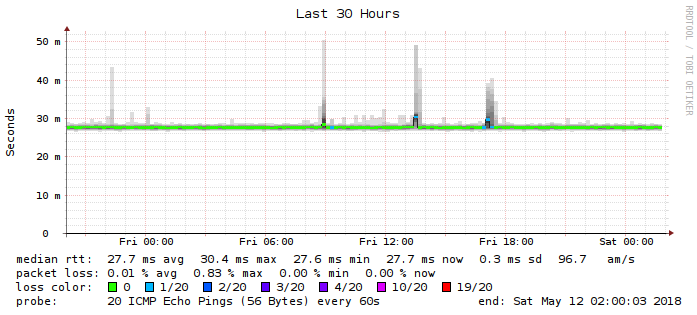 Last 30 Hours
RRDTOOL / TOBI OETIKER
Seconds
50 m
40 m
30 m
20 m
10 m
0
Fri 00:00 Fri 06:00 Fri 12:00 Fri 18:00 Sat 00:00
median rtt: 27.7 ms avg 30.4 ms max 27.6 ms min 27.7 ms now 0.3 ms sd 96.7 am/s
packet loss: 0.01 % avg 0.83 % max 0.00 % min 0.00 % now
loss color: 0 1/20 2/20 3/20 4/20 10/20 19/20
probe: 20 ICMP Echo Pings (56 Bytes) every 60s end: Sat May 12 02:00:03 2018